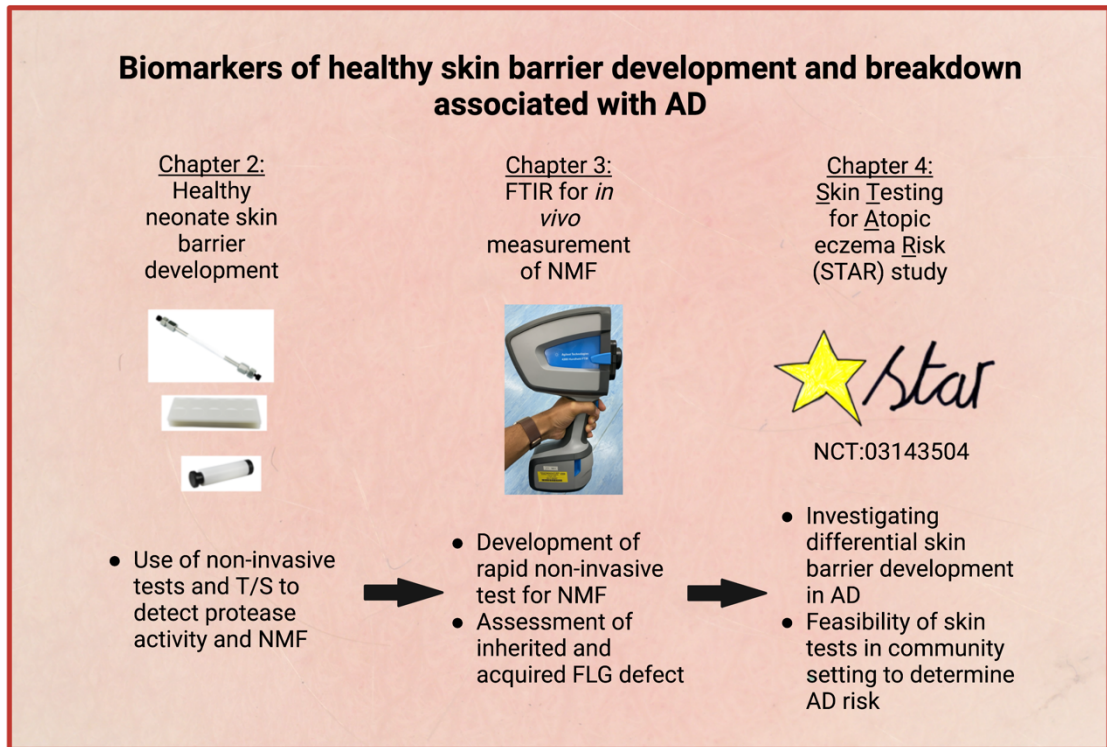 Biomarkers of healthy skin barrier development and breakdown
associated with AD
Chapter 2:
Healthy
neonate skin
barrier
development
● Use of non-invasive
tests and T/S to
detect protease
activity and NMF
Chapter 3:
FTIR for in
vivo
measurement
of NMF
Agilent Technologies
● Development of
rapid non-invasive
test for NMF
● Assessment of
inherited and
acquired FLG defect
Chapter 4:
Skin Testing
for Atopic
eczema Risk
(STAR) study
star
NCT:03143504
● Investigating
differential skin
barrier development
in AD
● Feasibility of skin
tests in community
setting to determine
AD risk